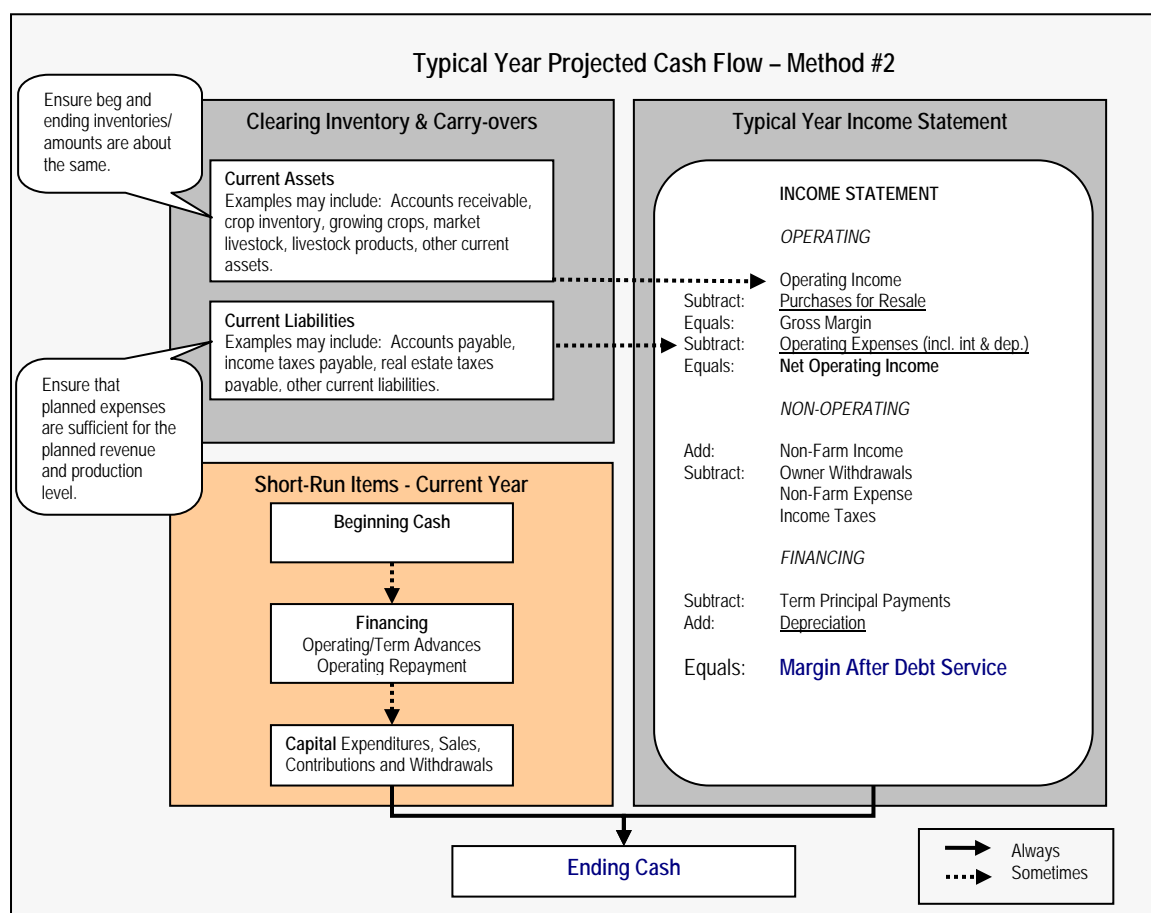 Typical Year Projected Cash Flow – Method #2
Ensure beg and
ending inventories/
amounts are about
the same.
Clearing Inventory & Carry-overs
Current Assets
Examples may include:  Accounts receivable,
crop inventory, growing crops, market
livestock, livestock products, other current
assets.
Current Liabilities
Examples may include:  Accounts payable,
income taxes payable, real estate taxes
payable, other current liabilities.
Ensure that
planned expenses
are sufficient for the
planned revenue
and production
level.
Short-Run Items - Current Year
Beginning Cash
Financing
Operating/Term Advances
Operating Repayment
Capital Expenditures, Sales,
Contributions and Withdrawals
Typical Year Income Statement
INCOME STATEMENT
OPERATING
Operating Income
Subtract: Purchases for Resale
Equals: Gross Margin
Subtract: Operating Expenses (incl. int & dep.)
Equals: Net Operating Income
NON-OPERATING
Add: Non-Farm Income
Subtract: Owner Withdrawals
Non-Farm Expense
Income Taxes
FINANCING
Subtract: Term Principal Payments
Add: Depreciation
Equals: Margin After Debt Service
Ending Cash
Always
Sometimes